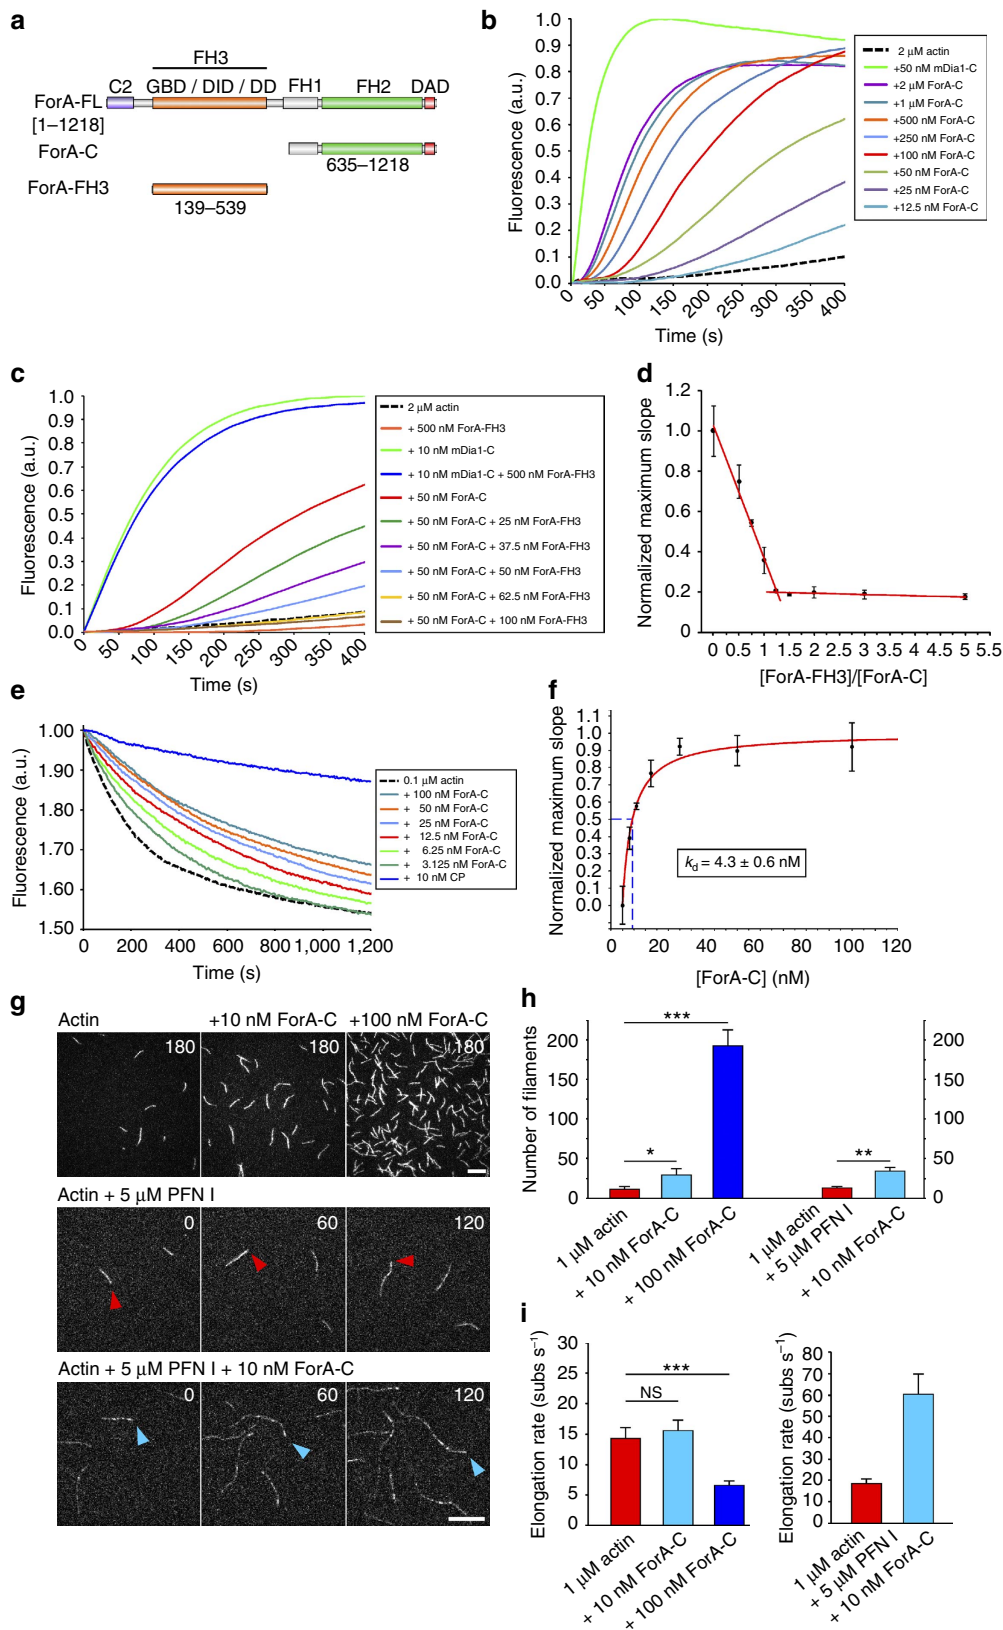 a
FH3
C2 GBD / DID / DD FH1 FH2 DAD
ForA-FL
[1–1218]
ForA-C
635–1218
ForA-FH3
139–539
b
Fluorescence (a.u.)
1.0
0.9
0.8
0.7
0.6
0.5
0.4
0.3
0.2
0.1
0.0
0 50 100 150 200 250 300 350 400
Time (s)
2 μM actin
+50 nM mDia1-C
+2 μM ForA-C
+1 μM ForA-C
+500 nM ForA-C
+250 nM ForA-C
+100 nM ForA-C
+50 nM ForA-C
+25 nM ForA-C
+12.5 nM ForA-C
c
Fluorescence (a.u.)
1.0
0.9
0.8
0.7
0.6
0.5
0.4
0.3
0.2
0.1
0.0
0 50 100 150 200 250 300 350 400
Time (s)
2 μM actin
+ 500 nM ForA-FH3
+ 10 nM mDia1-C
+ 10 nM mDia1-C + 500 nM ForA-FH3
+ 50 nM ForA-C
+ 50 nM ForA-C + 25 nM ForA-FH3
+ 50 nM ForA-C + 37.5 nM ForA-FH3
+ 50 nM ForA-C + 50 nM ForA-FH3
+ 50 nM ForA-C + 62.5 nM ForA-FH3
+ 50 nM ForA-C + 100 nM ForA-FH3
d
Normalized maximum slope
1.2
1.0
0.8
0.6
0.4
0.2
0
0 0.5 1 1.5 2 2.5 3 3.5 4 4.5 5 5.5
[ForA-FH3]/[ForA-C]
e
Fluorescence (a.u.)
1.00
1.90
1.80
1.70
1.60
1.50
0 200 400 600 800 1,000 1,200
Time (s)
0.1 μM actin
+ 100 nM ForA-C
+ 50 nM ForA-C
+ 25 nM ForA-C
+ 12.5 nM ForA-C
+ 6.25 nM ForA-C
+ 3.125 nM ForA-C
+ 10 nM CP
f
Normalized maximum slope
1.1
1.0
0.9
0.8
0.7
0.6
0.5
0.4
0.3
0.2
0.1
0.0
0 20 40 60 80 100 120
[ForA-C] (nM)
kd = 4.3 ± 0.6 nM
g
Actin +10 nM ForA-C +100 nM ForA-C
180 180 180
Actin + 5 μM PFN I
0 60 120
Actin + 5 μM PFN I + 10 nM ForA-C
0 60 120
h
Number of filaments
200
150
100
50
0
***
*
**
200
150
100
50
0
1 μM actin
+ 10 nM ForA-C
+ 100 nM ForA-C
1 μM actin
+ 5 μM PFN I
+ 10 nM ForA-C
i
Elongation rate (subs s⁻¹)
30
25
20
15
10
5
0
***
NS
1 μM actin
+ 10 nM ForA-C
+ 100 nM ForA-C
Elongation rate (subs s⁻¹)
80
70
60
50
40
30
20
10
0
1 μM actin
+ 5 μM PFN I
+ 10 nM ForA-C